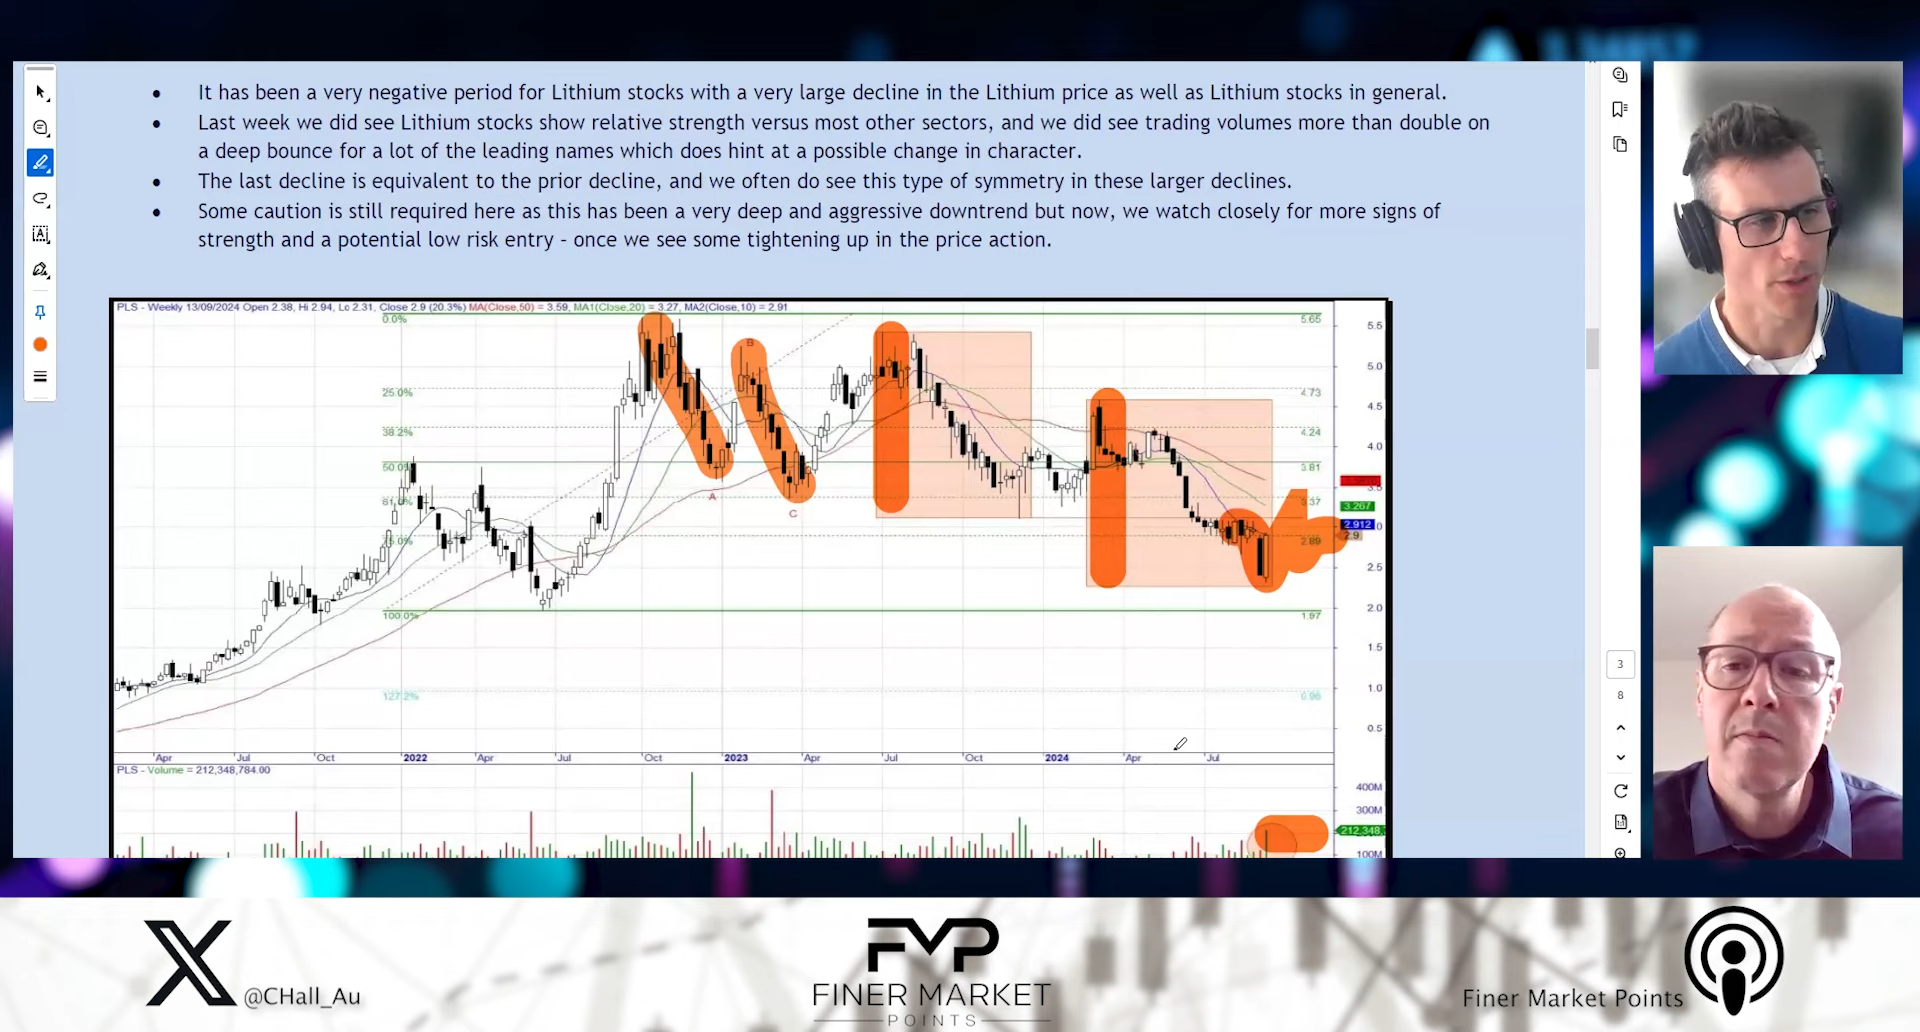 It has been a very negative period for Lithium stocks with a very large decline in the Lithium price as well as Lithium stocks in general.
Last week we did see Lithium stocks show relative strength versus most other sectors, and we did see trading volumes more than double on
a deep bounce for a lot of the leading names which does hint at a possible change in character.
The last decline is equivalent to the prior decline, and we often do see this type of symmetry in these larger declines.
Some caution is still required here as this has been a very deep and aggressive downtrend but now, we watch closely for more signs of
strength and a potential low risk entry - once we see some tightening up in the price action.
PLS - Weekly 13/09/2024 Open 2.38, Hi 2.94, Lo 2.31, Close 2.9 (20.3%) MA(Close,50) = 3.59, MA1(Close,20) = 3.27, MA2(Close,10) = 2.91
0.0% 5.65
5.5
B
5.0
25.0% 4.73
4.5
38.2% 4.24
4.0
50.0% 3.81
3.5
A
3.37
3.267
C
2.912
2.89
2.9
2.5
2.0
100.0% 1.97
1.5
1.0
127.2% 0.96
0.5
Apr Jul Oct 2022 Apr Jul Oct 2023 Apr Jul Oct 2024 Apr Jul
PLS - Volume = 212,348,784.00
400M
300M
212,348,
100M
3
8
@CHall_Au
FMP
FINER MARKET
POINTS
Finer Market Points